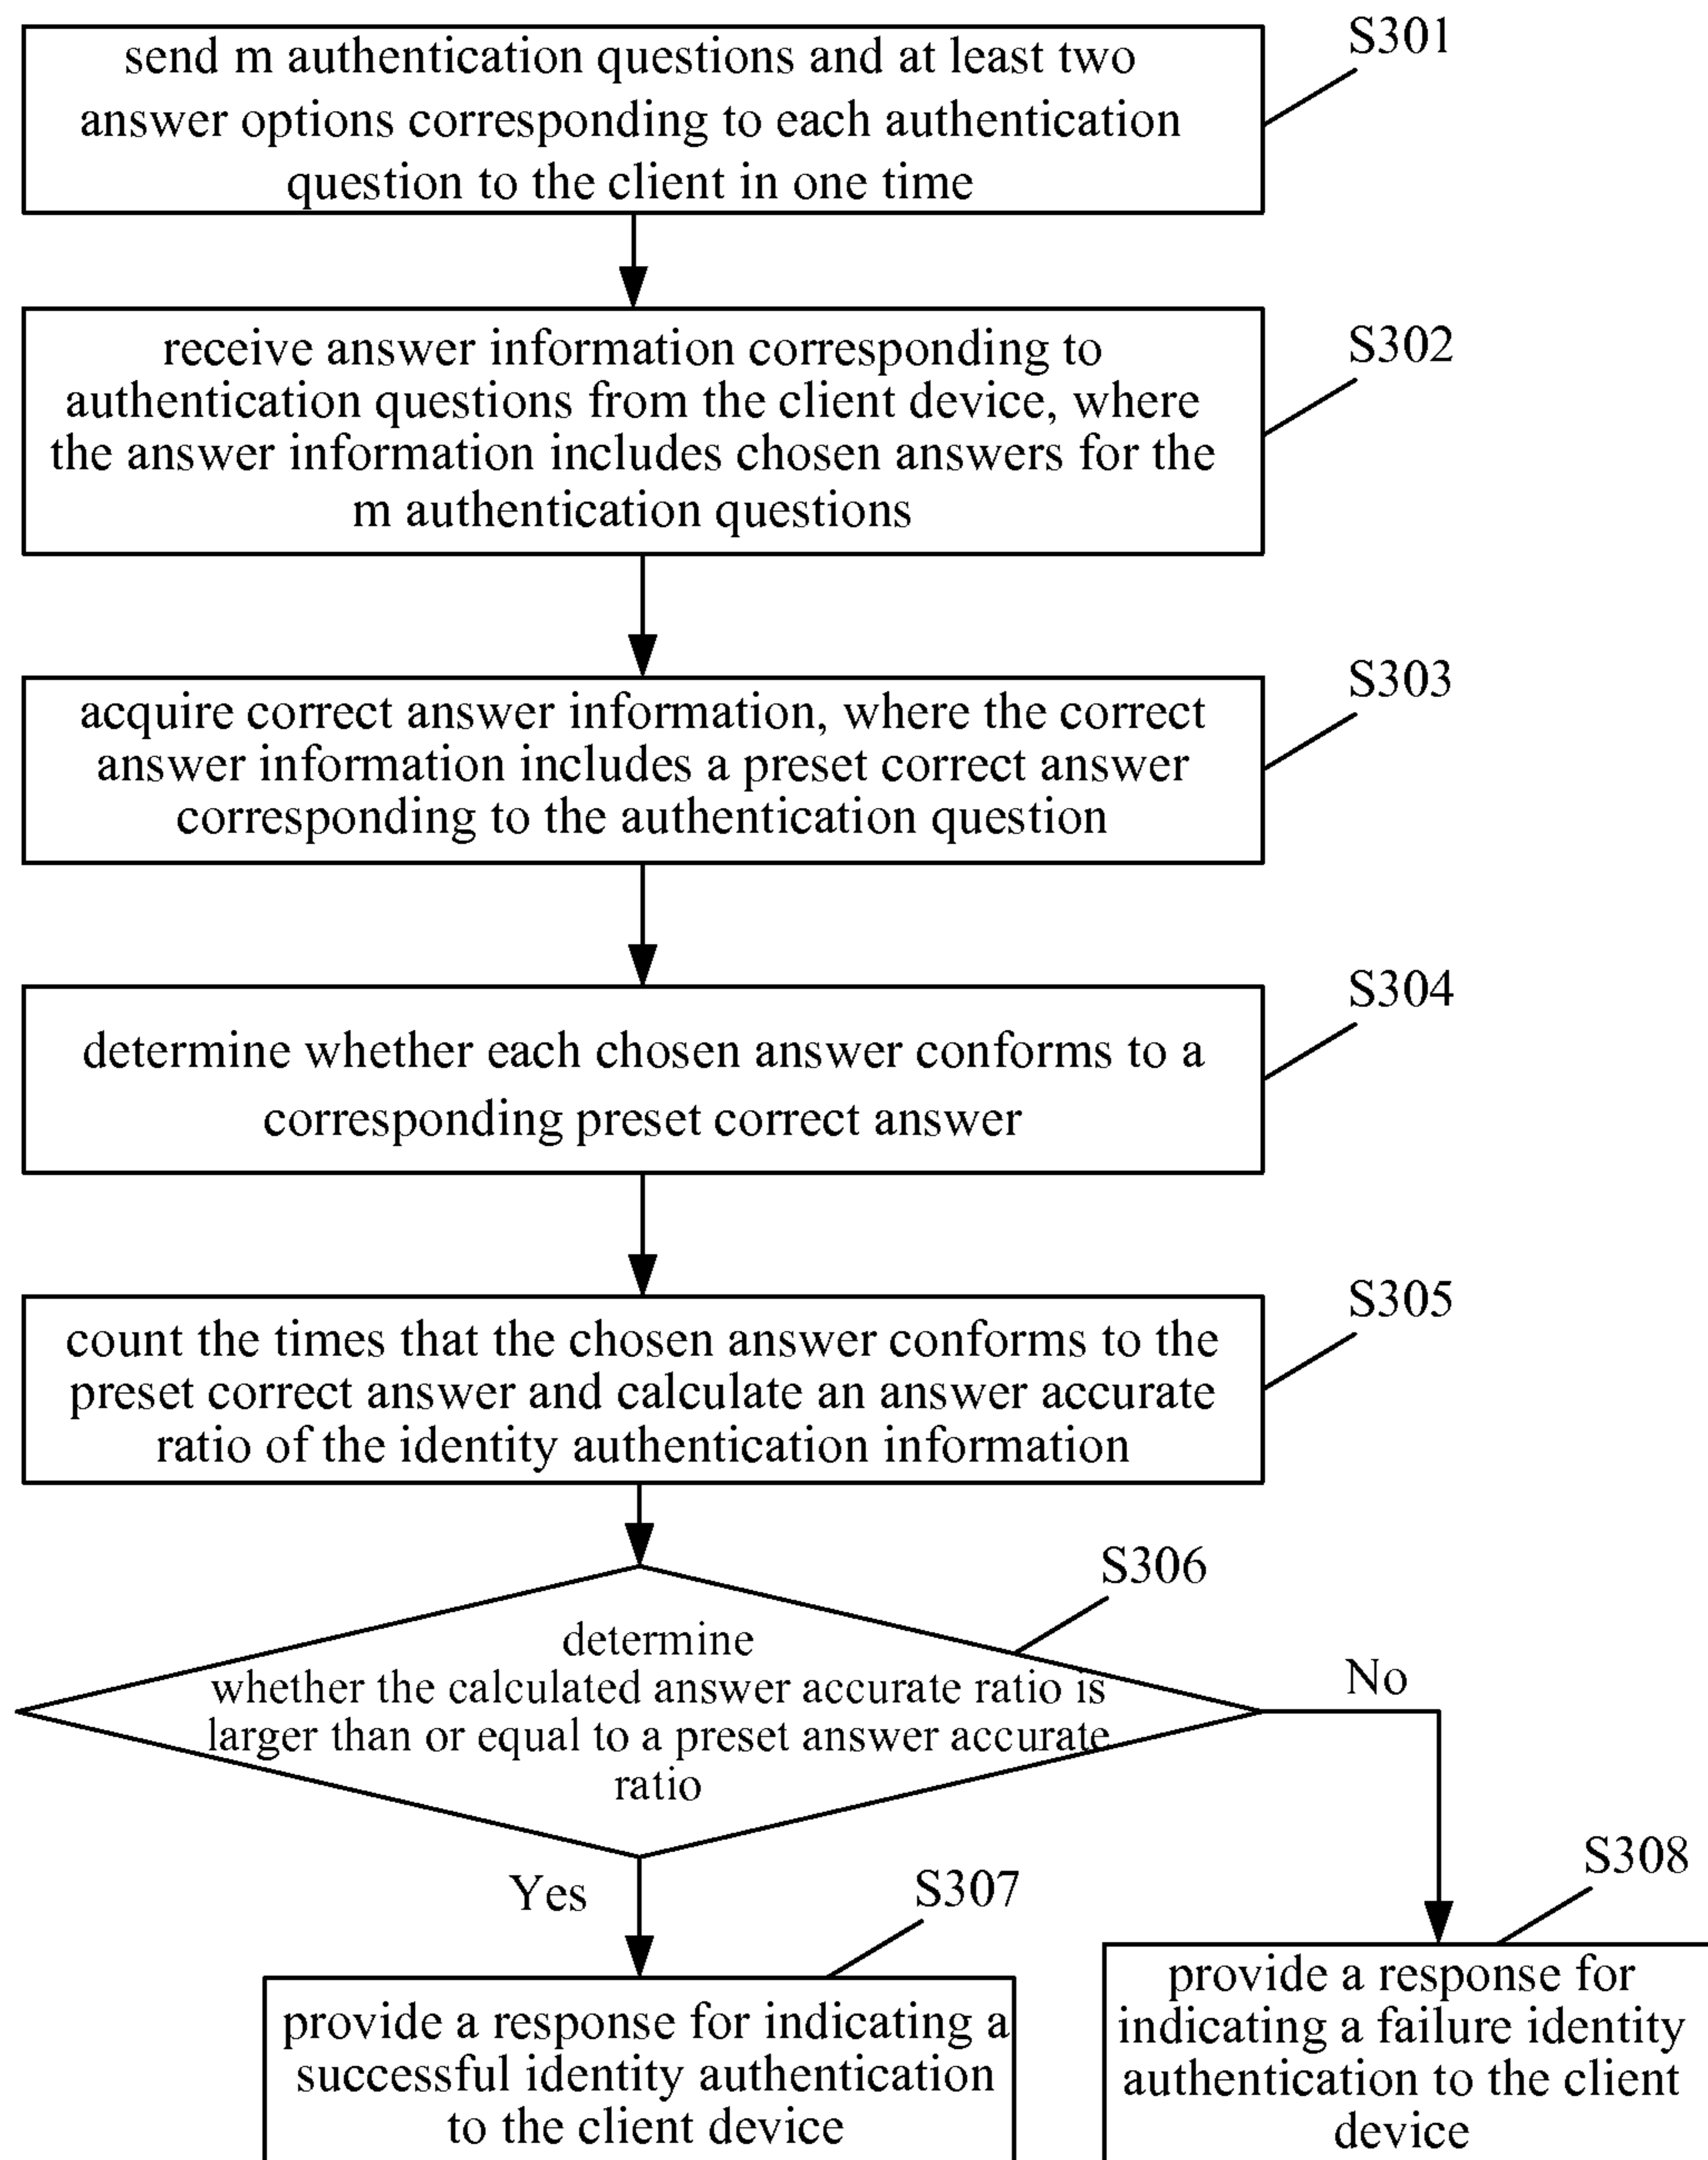 S301
send m authentication questions and at least two
answer options corresponding to each authentication
question to the client in one time
S302
receive answer information corresponding to
authentication questions from the client device, where
the answer information includes chosen answers for the
m authentication questions
S303
acquire correct answer information, where the correct
answer information includes a preset correct answer
corresponding to the authentication question
S304
determine whether each chosen answer conforms to a
corresponding preset correct answer
S305
count the times that the chosen answer conforms to the
preset correct answer and calculate an answer accurate
ratio of the identity authentication information
S306
determine
whether the calculated answer accurate ratio is
larger than or equal to a preset answer accurate
ratio
No
Yes
S307
provide a response for indicating a
successful identity authentication
to the client device
S308
provide a response for
indicating a failure identity
authentication to the client
device